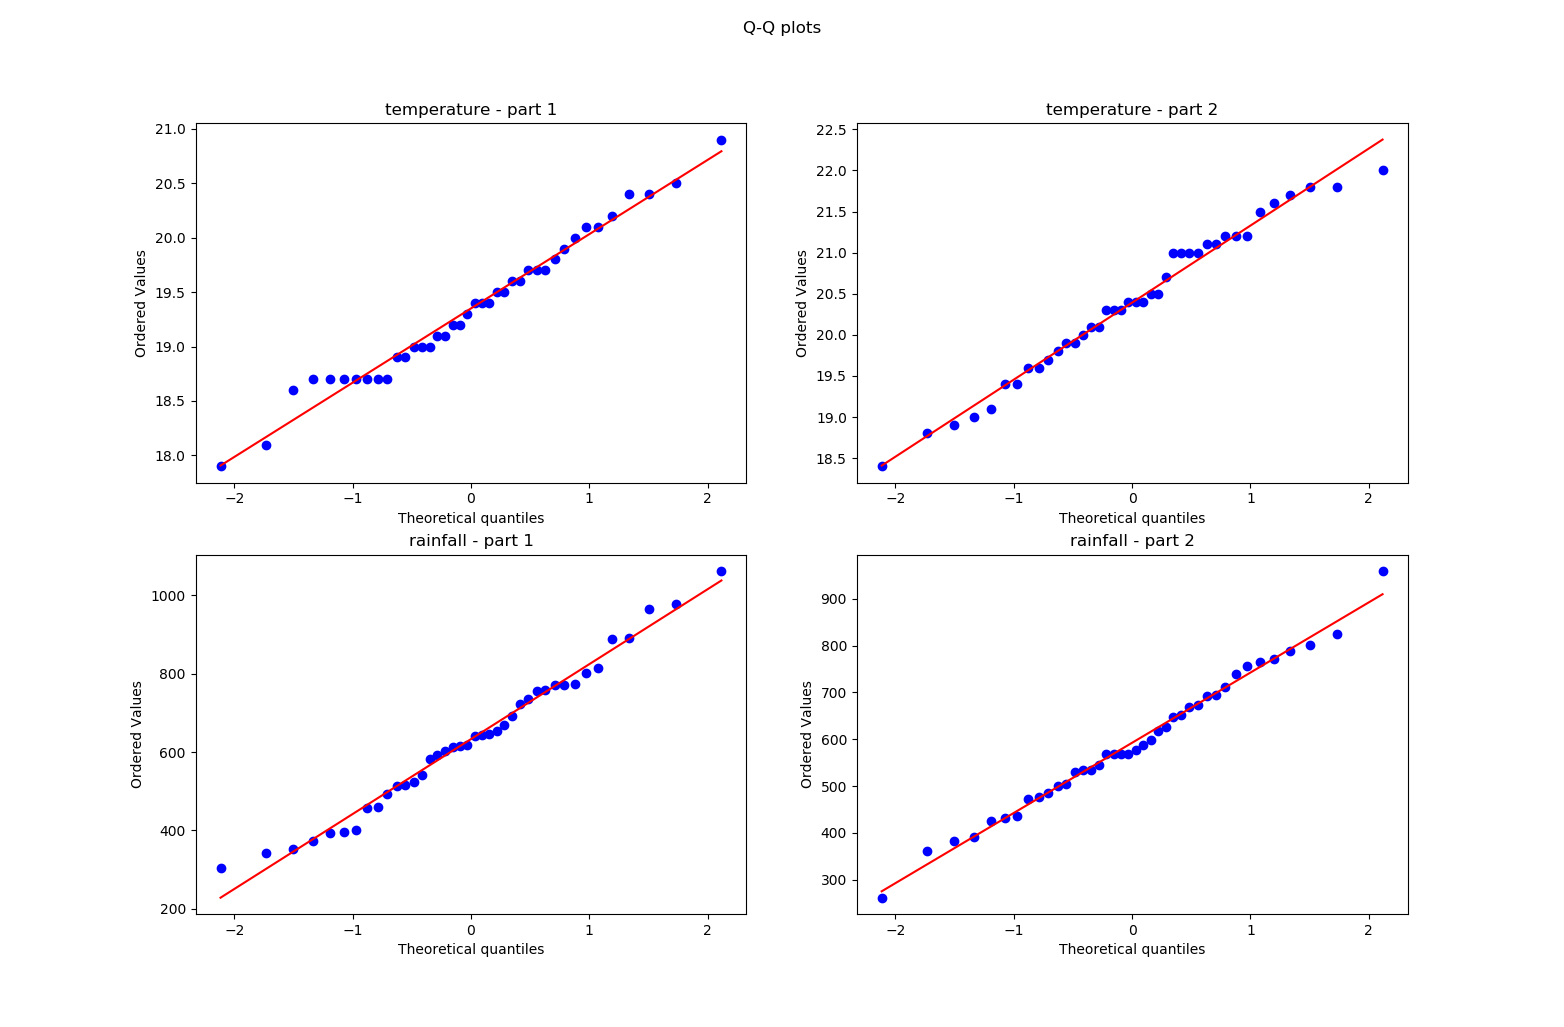 Q-Q plots
temperature - part 1
21.0
20.5
20.0
19.5
19.0
18.5
18.0
Ordered Values
−2 −1 0 1 2
Theoretical quantiles
temperature - part 2
22.5
22.0
21.5
21.0
20.5
20.0
19.5
19.0
18.5
Ordered Values
−2 −1 0 1 2
Theoretical quantiles
rainfall - part 1
1000
800
600
400
200
Ordered Values
−2 −1 0 1 2
Theoretical quantiles
rainfall - part 2
900
800
700
600
500
400
300
Ordered Values
−2 −1 0 1 2
Theoretical quantiles